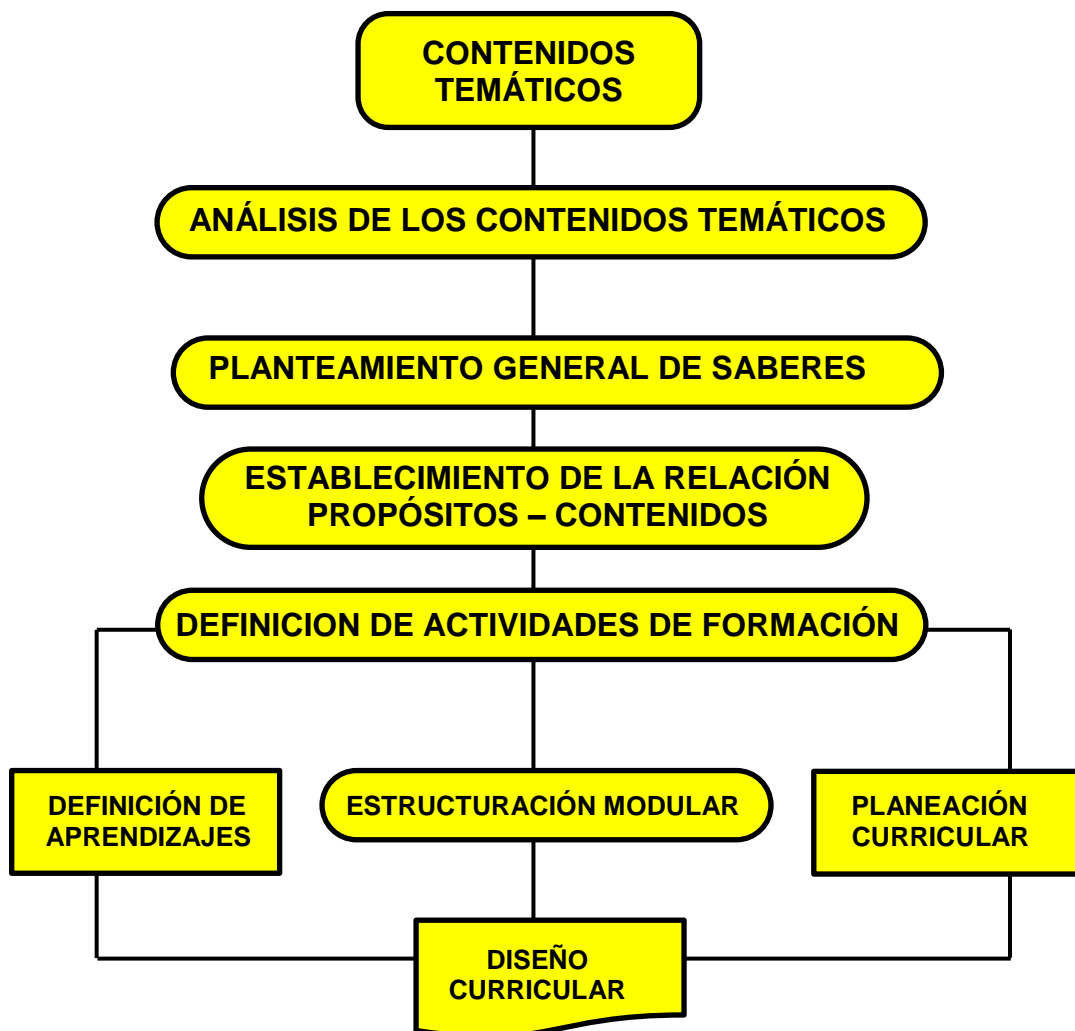 CONTENIDOS
TEMÁTICOS
ANÁLISIS DE LOS CONTENIDOS TEMÁTICOS
PLANTEAMIENTO GENERAL DE SABERES
ESTABLECIMIENTO DE LA RELACIÓN
PROPÓSITOS – CONTENIDOS
DEFINICION DE ACTIVIDADES DE FORMACIÓN
DEFINICIÓN DE
APRENDIZAJES
ESTRUCTURACIÓN MODULAR
PLANEACIÓN
CURRICULAR
DISEÑO
CURRICULAR